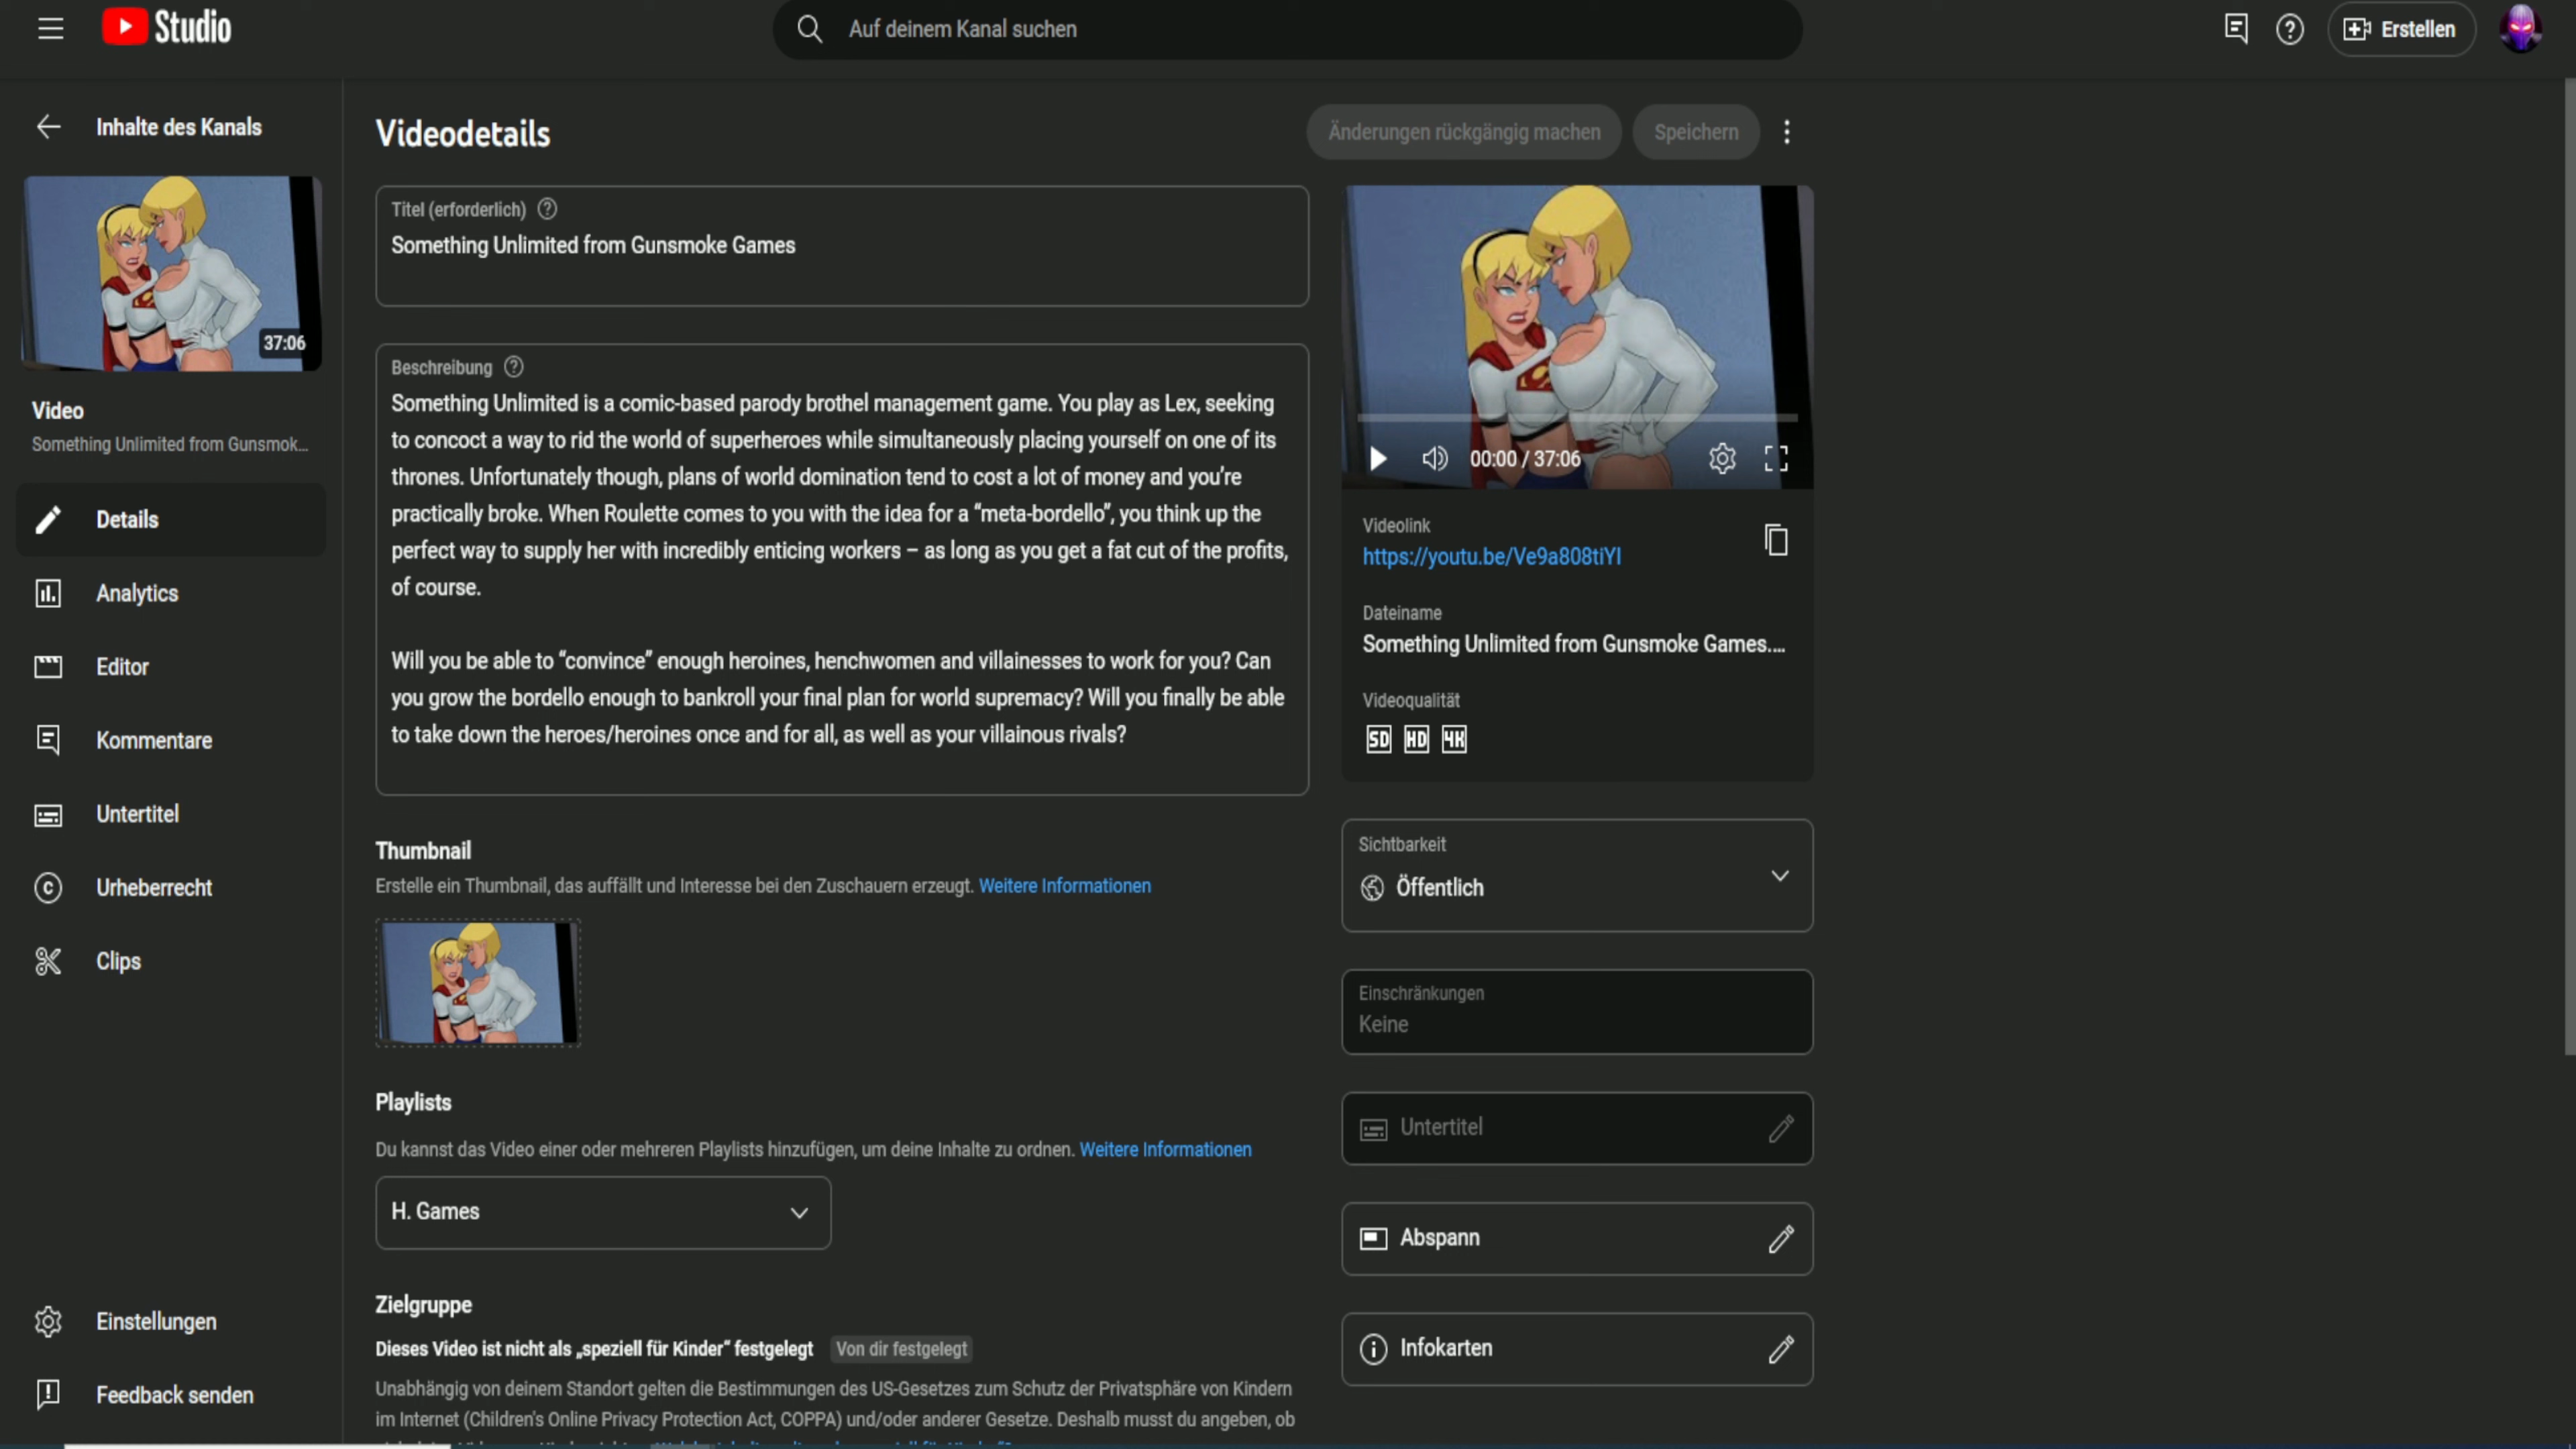 Studio
Auf deinem Kanal suchen
Erstellen
Inhalte des Kanals
37:06
Video
Something Unlimited from Gunsmok...
Details
Analytics
Editor
Kommentare
Untertitel
Urheberrecht
Clips
Einstellungen
Feedback senden
Videodetails
Änderungen rückgängig machen
Speichern
Titel (erforderlich)
Something Unlimited from Gunsmoke Games
Beschreibung
Something Unlimited is a comic-based parody brothel management game. You play as Lex, seeking
to concoct a way to rid the world of superheroes while simultaneously placing yourself on one of its
thrones. Unfortunately though, plans of world domination tend to cost a lot of money and you’re
practically broke. When Roulette comes to you with the idea for a “meta-bordello”, you think up the
perfect way to supply her with incredibly enticing workers – as long as you get a fat cut of the profits,
of course.
Will you be able to “convince” enough heroines, henchwomen and villainesses to work for you? Can
you grow the bordello enough to bankroll your final plan for world supremacy? Will you finally be able
to take down the heroes/heroines once and for all, as well as your villainous rivals?
Thumbnail
Erstelle ein Thumbnail, das auffällt und Interesse bei den Zuschauern erzeugt. Weitere Informationen
Playlists
Du kannst das Video einer oder mehreren Playlists hinzufügen, um deine Inhalte zu ordnen. Weitere Informationen
H. Games
Zielgruppe
Dieses Video ist nicht als „speziell für Kinder“ festgelegt Von dir festgelegt
Unabhängig von deinem Standort gelten die Bestimmungen des US-Gesetzes zum Schutz der Privatsphäre von Kindern
im Internet (Children's Online Privacy Protection Act, COPPA) und/oder anderer Gesetze. Deshalb musst du angeben, ob
00:00 / 37:06
Videolink
https://youtu.be/Ve9a808tiYI
Dateiname
Something Unlimited from Gunsmoke Games....
Videoqualität
SD HD 4K
Sichtbarkeit
Öffentlich
Einschränkungen
Keine
Untertitel
Abspann
Infokarten